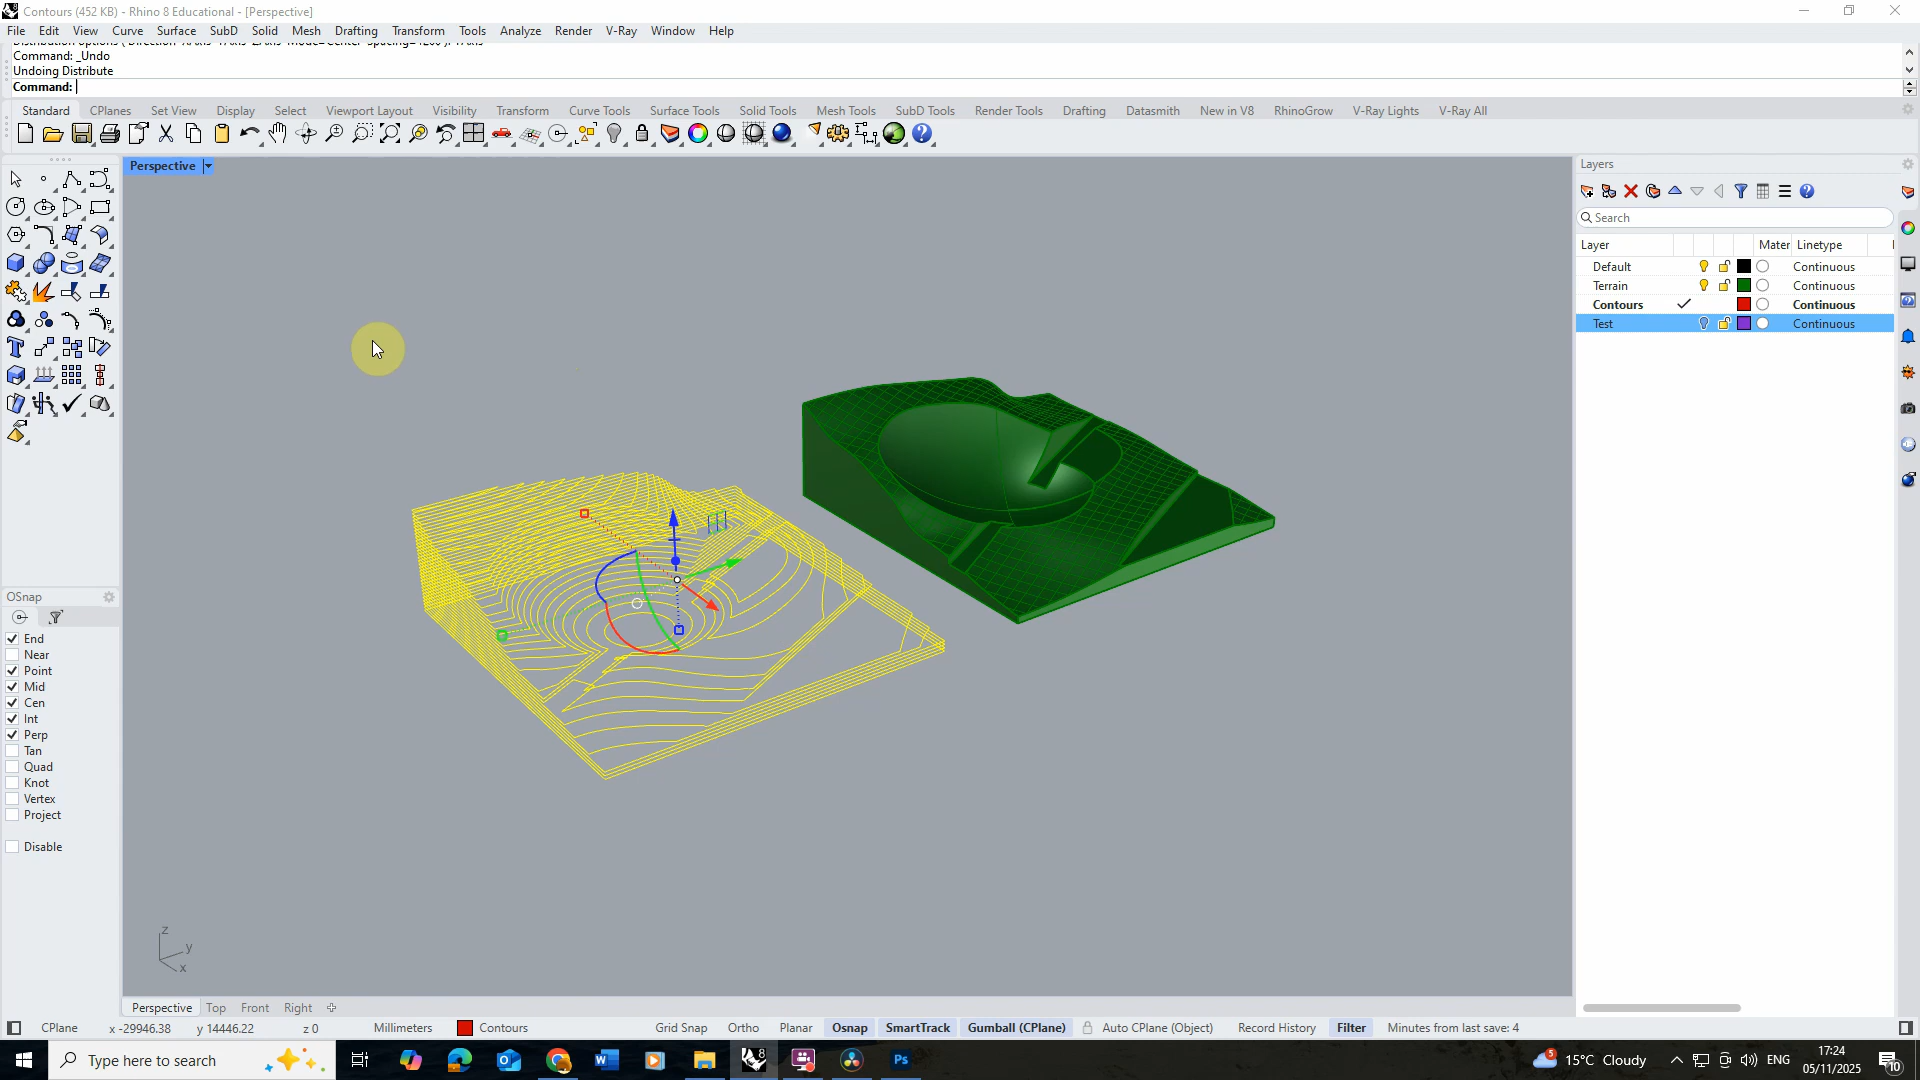 Contours (452 KB) - Rhino 8 Educational - [Perspective]
File Edit View Curve Surface SubD Solid Mesh Drafting Transform Tools Analyze Render V-Ray Window Help
Command: _Undo
Undoing Distribute
Command:
Standard CPlanes Set View Display Select Viewport Layout Visibility Transform Curve Tools Surface Tools Solid Tools Mesh Tools SubD Tools Render Tools Drafting Datasmith New in V8 RhinoGrow V-Ray Lights V-Ray All
Perspective
Layers
Search
Layer Mater Linetype
Default Continuous
Terrain Continuous
Contours Continuous
Test Continuous
OSnap
End
Near
Point
Mid
Cen
Int
Perp
Tan
Quad
Knot
Vertex
Project
Disable
z
y
x
Perspective Top Front Right
CPlane x -29946.38 y 14446.22 z 0 Millimeters Contours Grid Snap Ortho Planar Osnap SmartTrack Gumball (CPlane) Auto CPlane (Object) Record History Filter Minutes from last save: 4
Type here to search
15°C Cloudy
ENG
17:24
05/11/2025